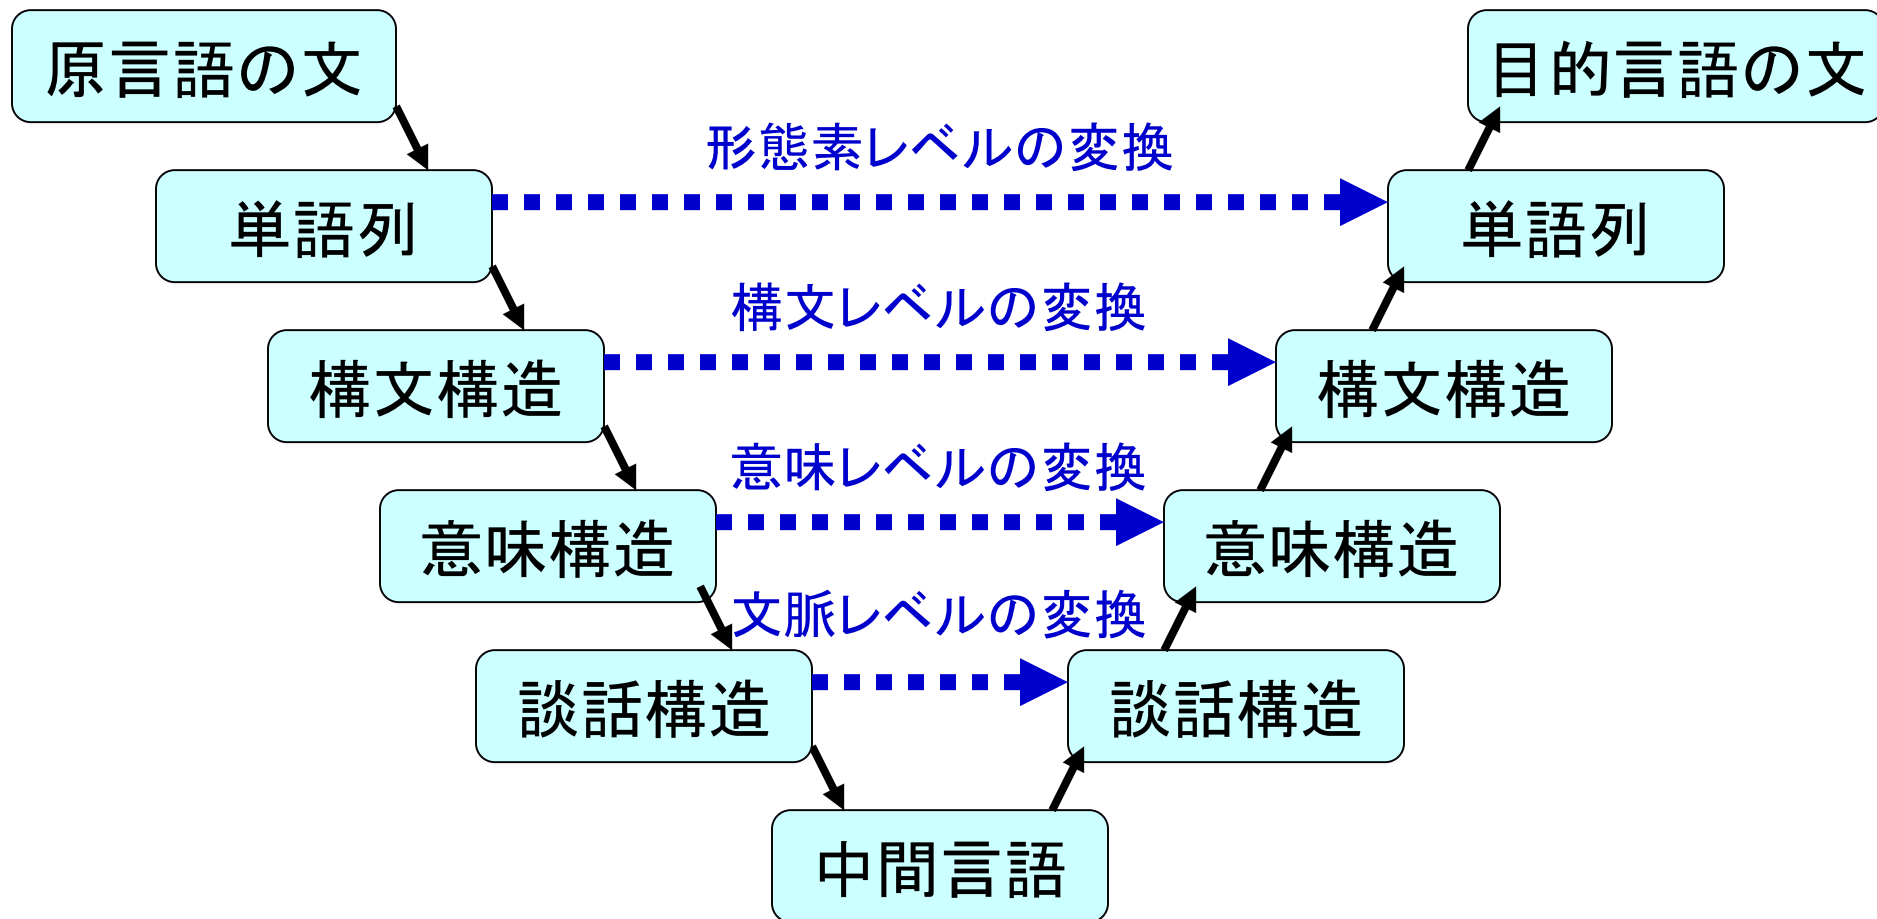 原言語の文
目的言語の文
形態素レベルの変換
単語列
単語列
構文レベルの変換
構文構造
構文構造
意味レベルの変換
意味構造
意味構造
文脈レベルの変換
談話構造
談話構造
中間言語